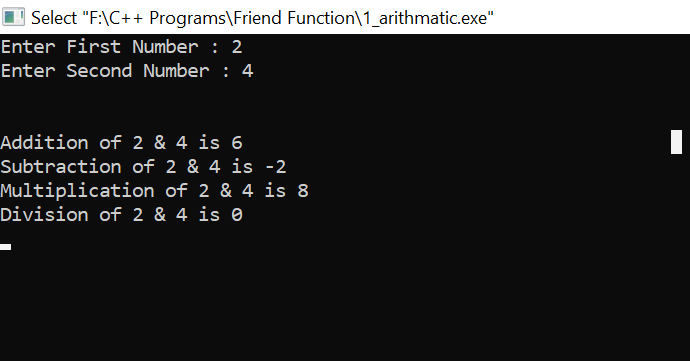 Select "F:\C++ Programs\Friend Function\1_arithmatic.exe"
Enter First Number : 2
Enter Second Number : 4
Addition of 2 & 4 is 6
Subtraction of 2 & 4 is -2
Multiplication of 2 & 4 is 8
Division of 2 & 4 is 0